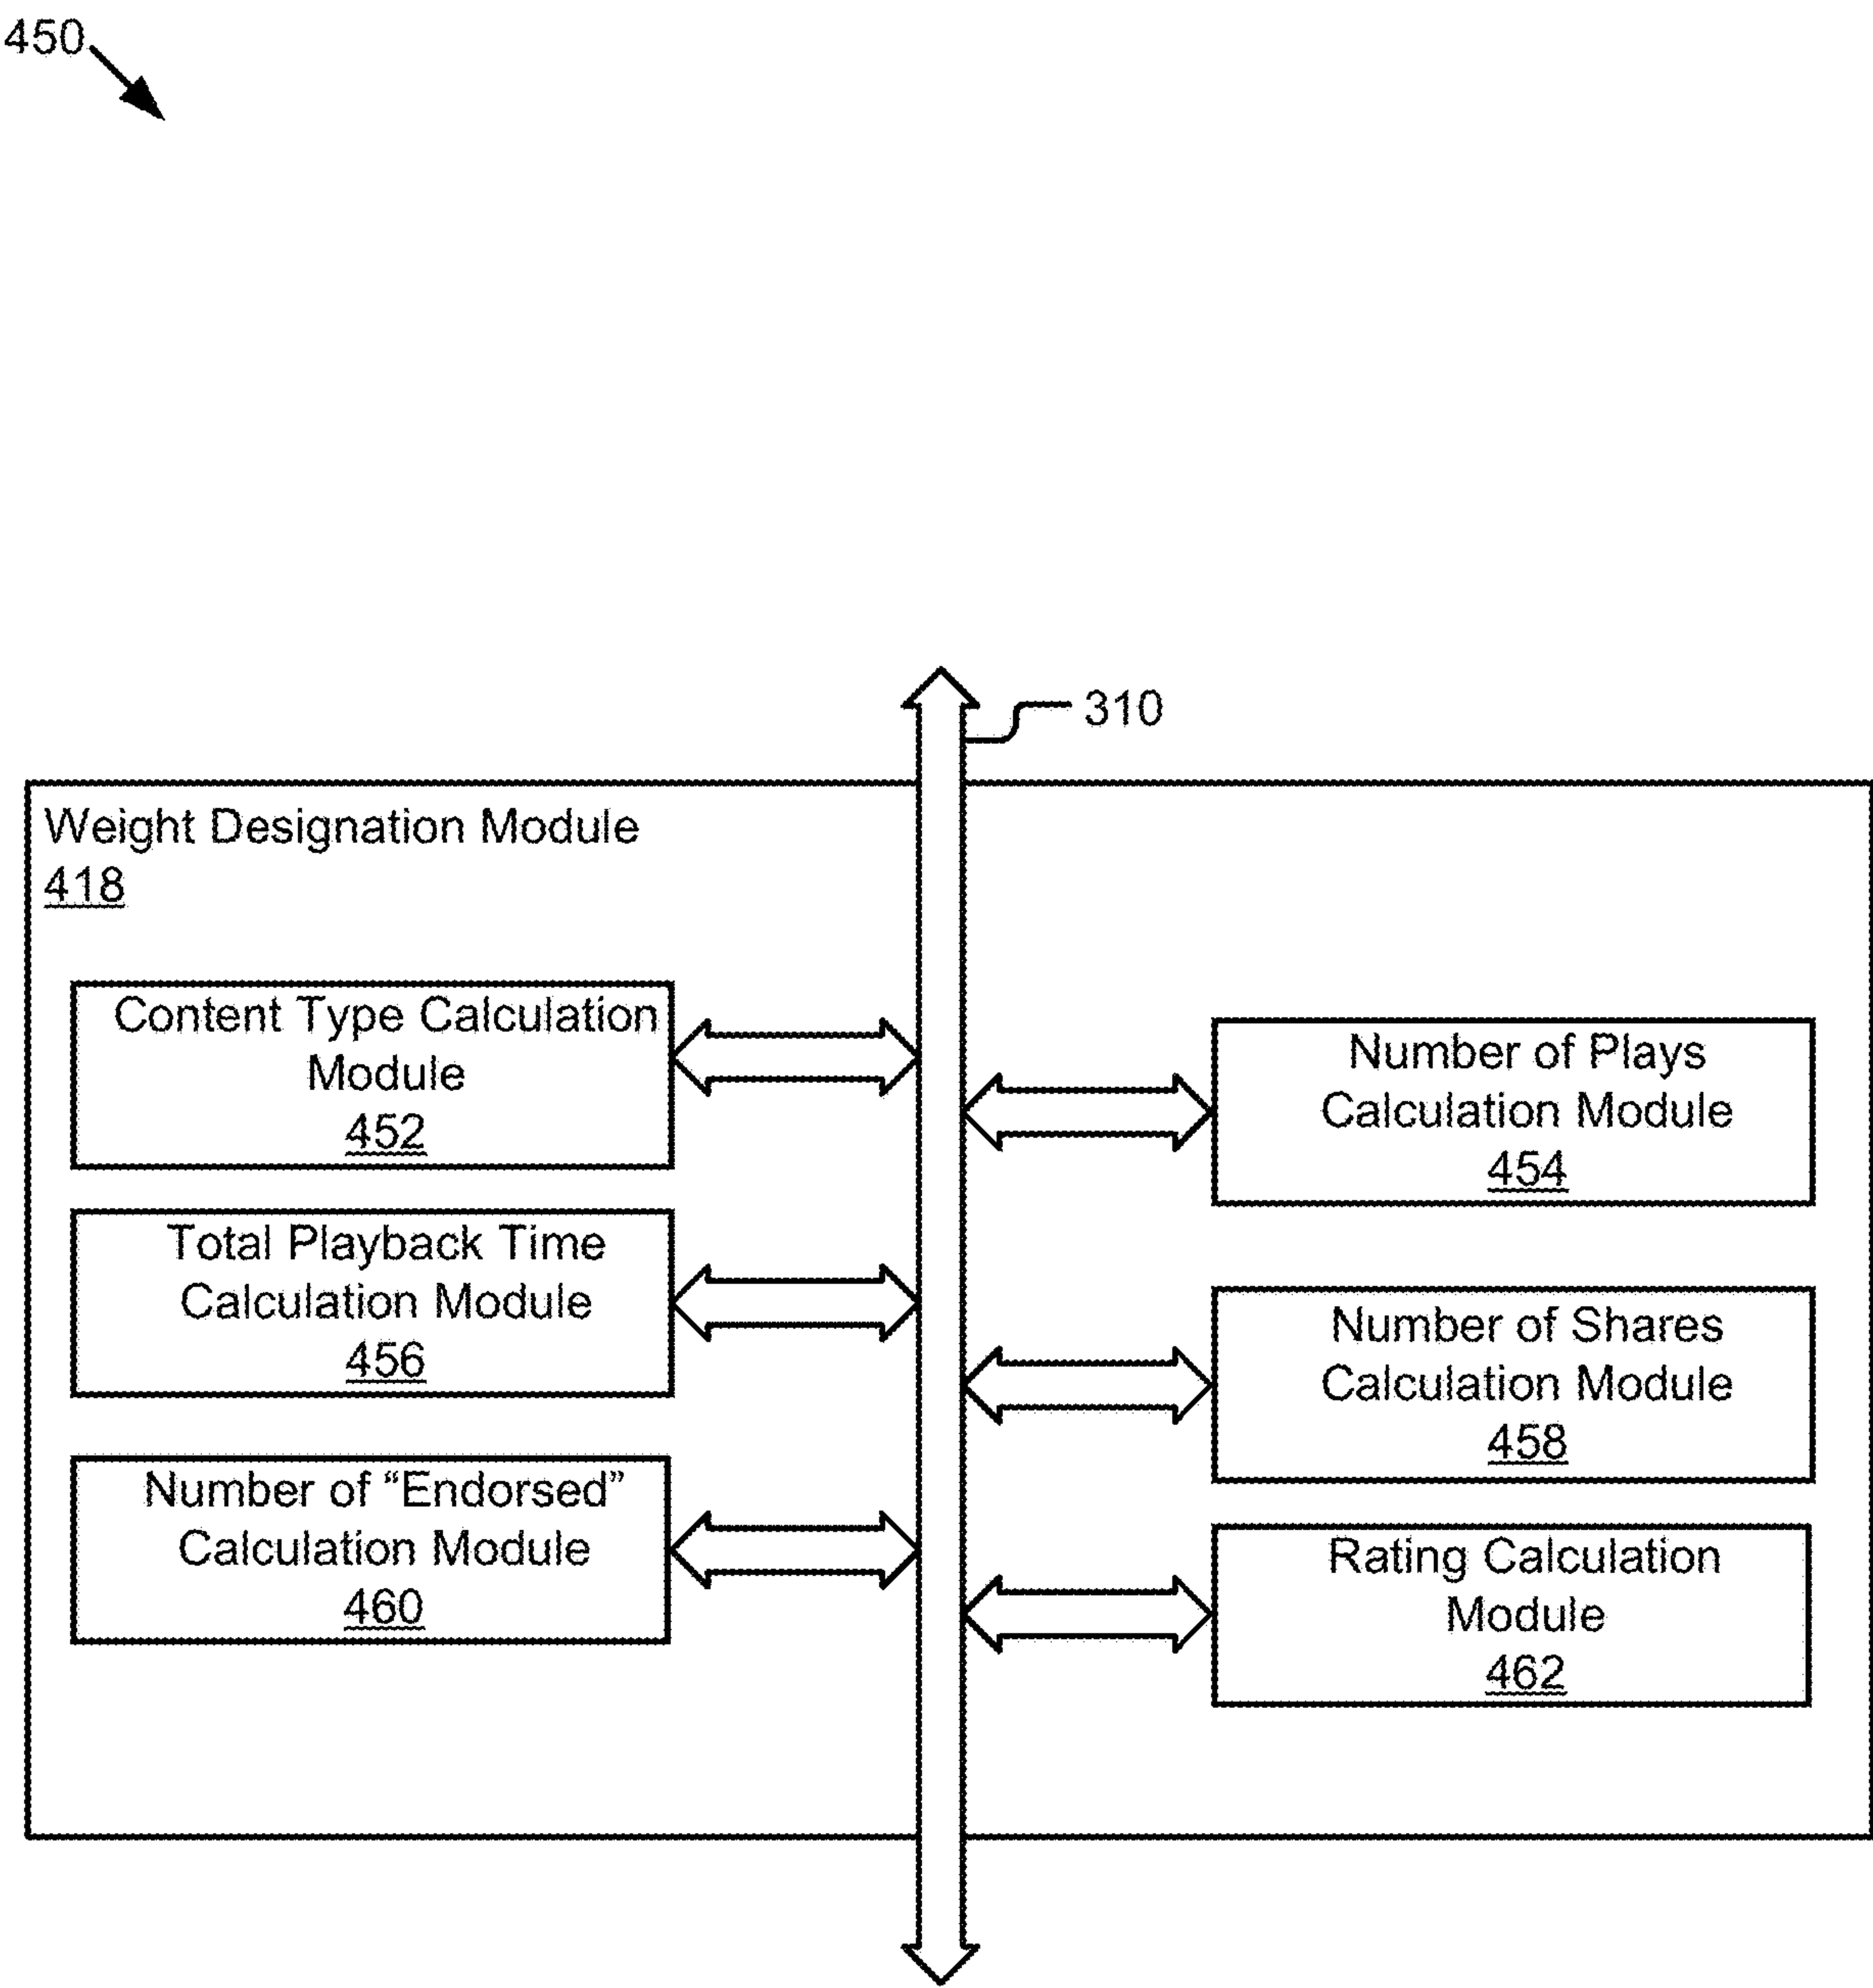 450
310
Weight Designation Module
418
Content Type Calculation
Module
452
Number of Plays
Calculation Module
454
Total Playback Time
Calculation Module
456
Number of Shares
Calculation Module
458
Number of “Endorsed”
Calculation Module
460
Rating Calculation
Module
462